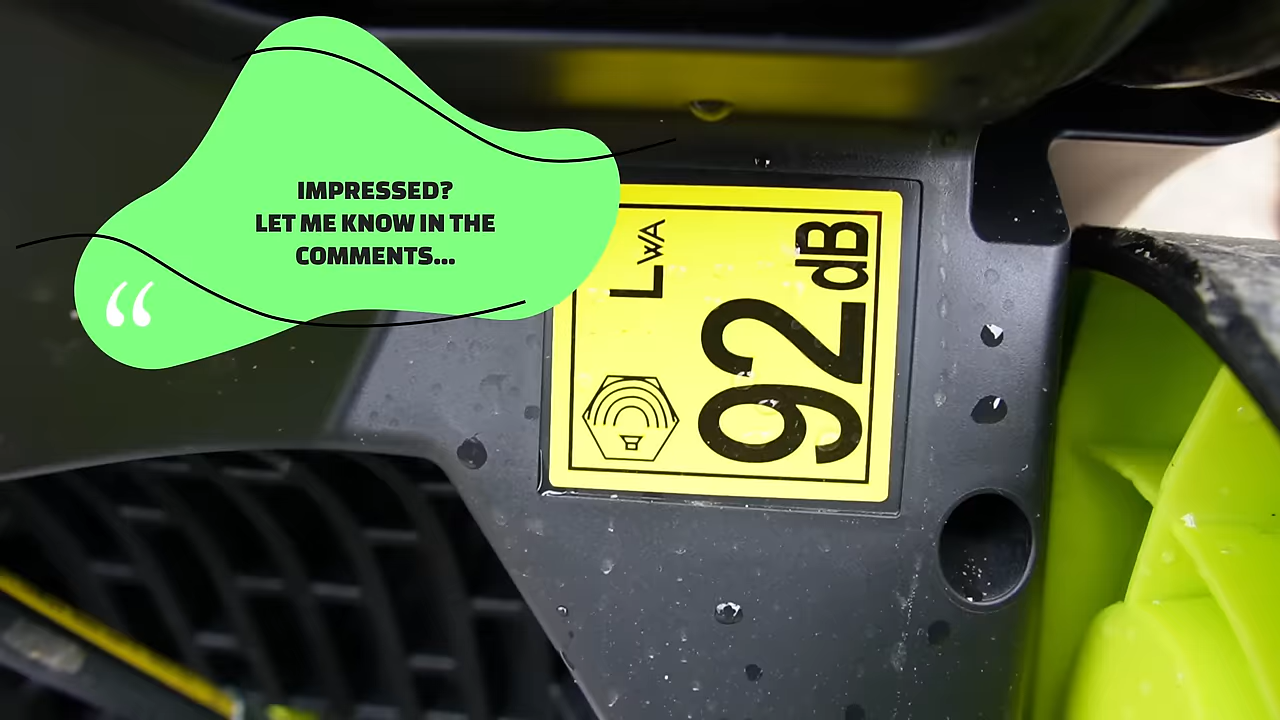 IMPRESSED?
LET ME KNOW IN THE
COMMENTS...
“
LWA
92dB